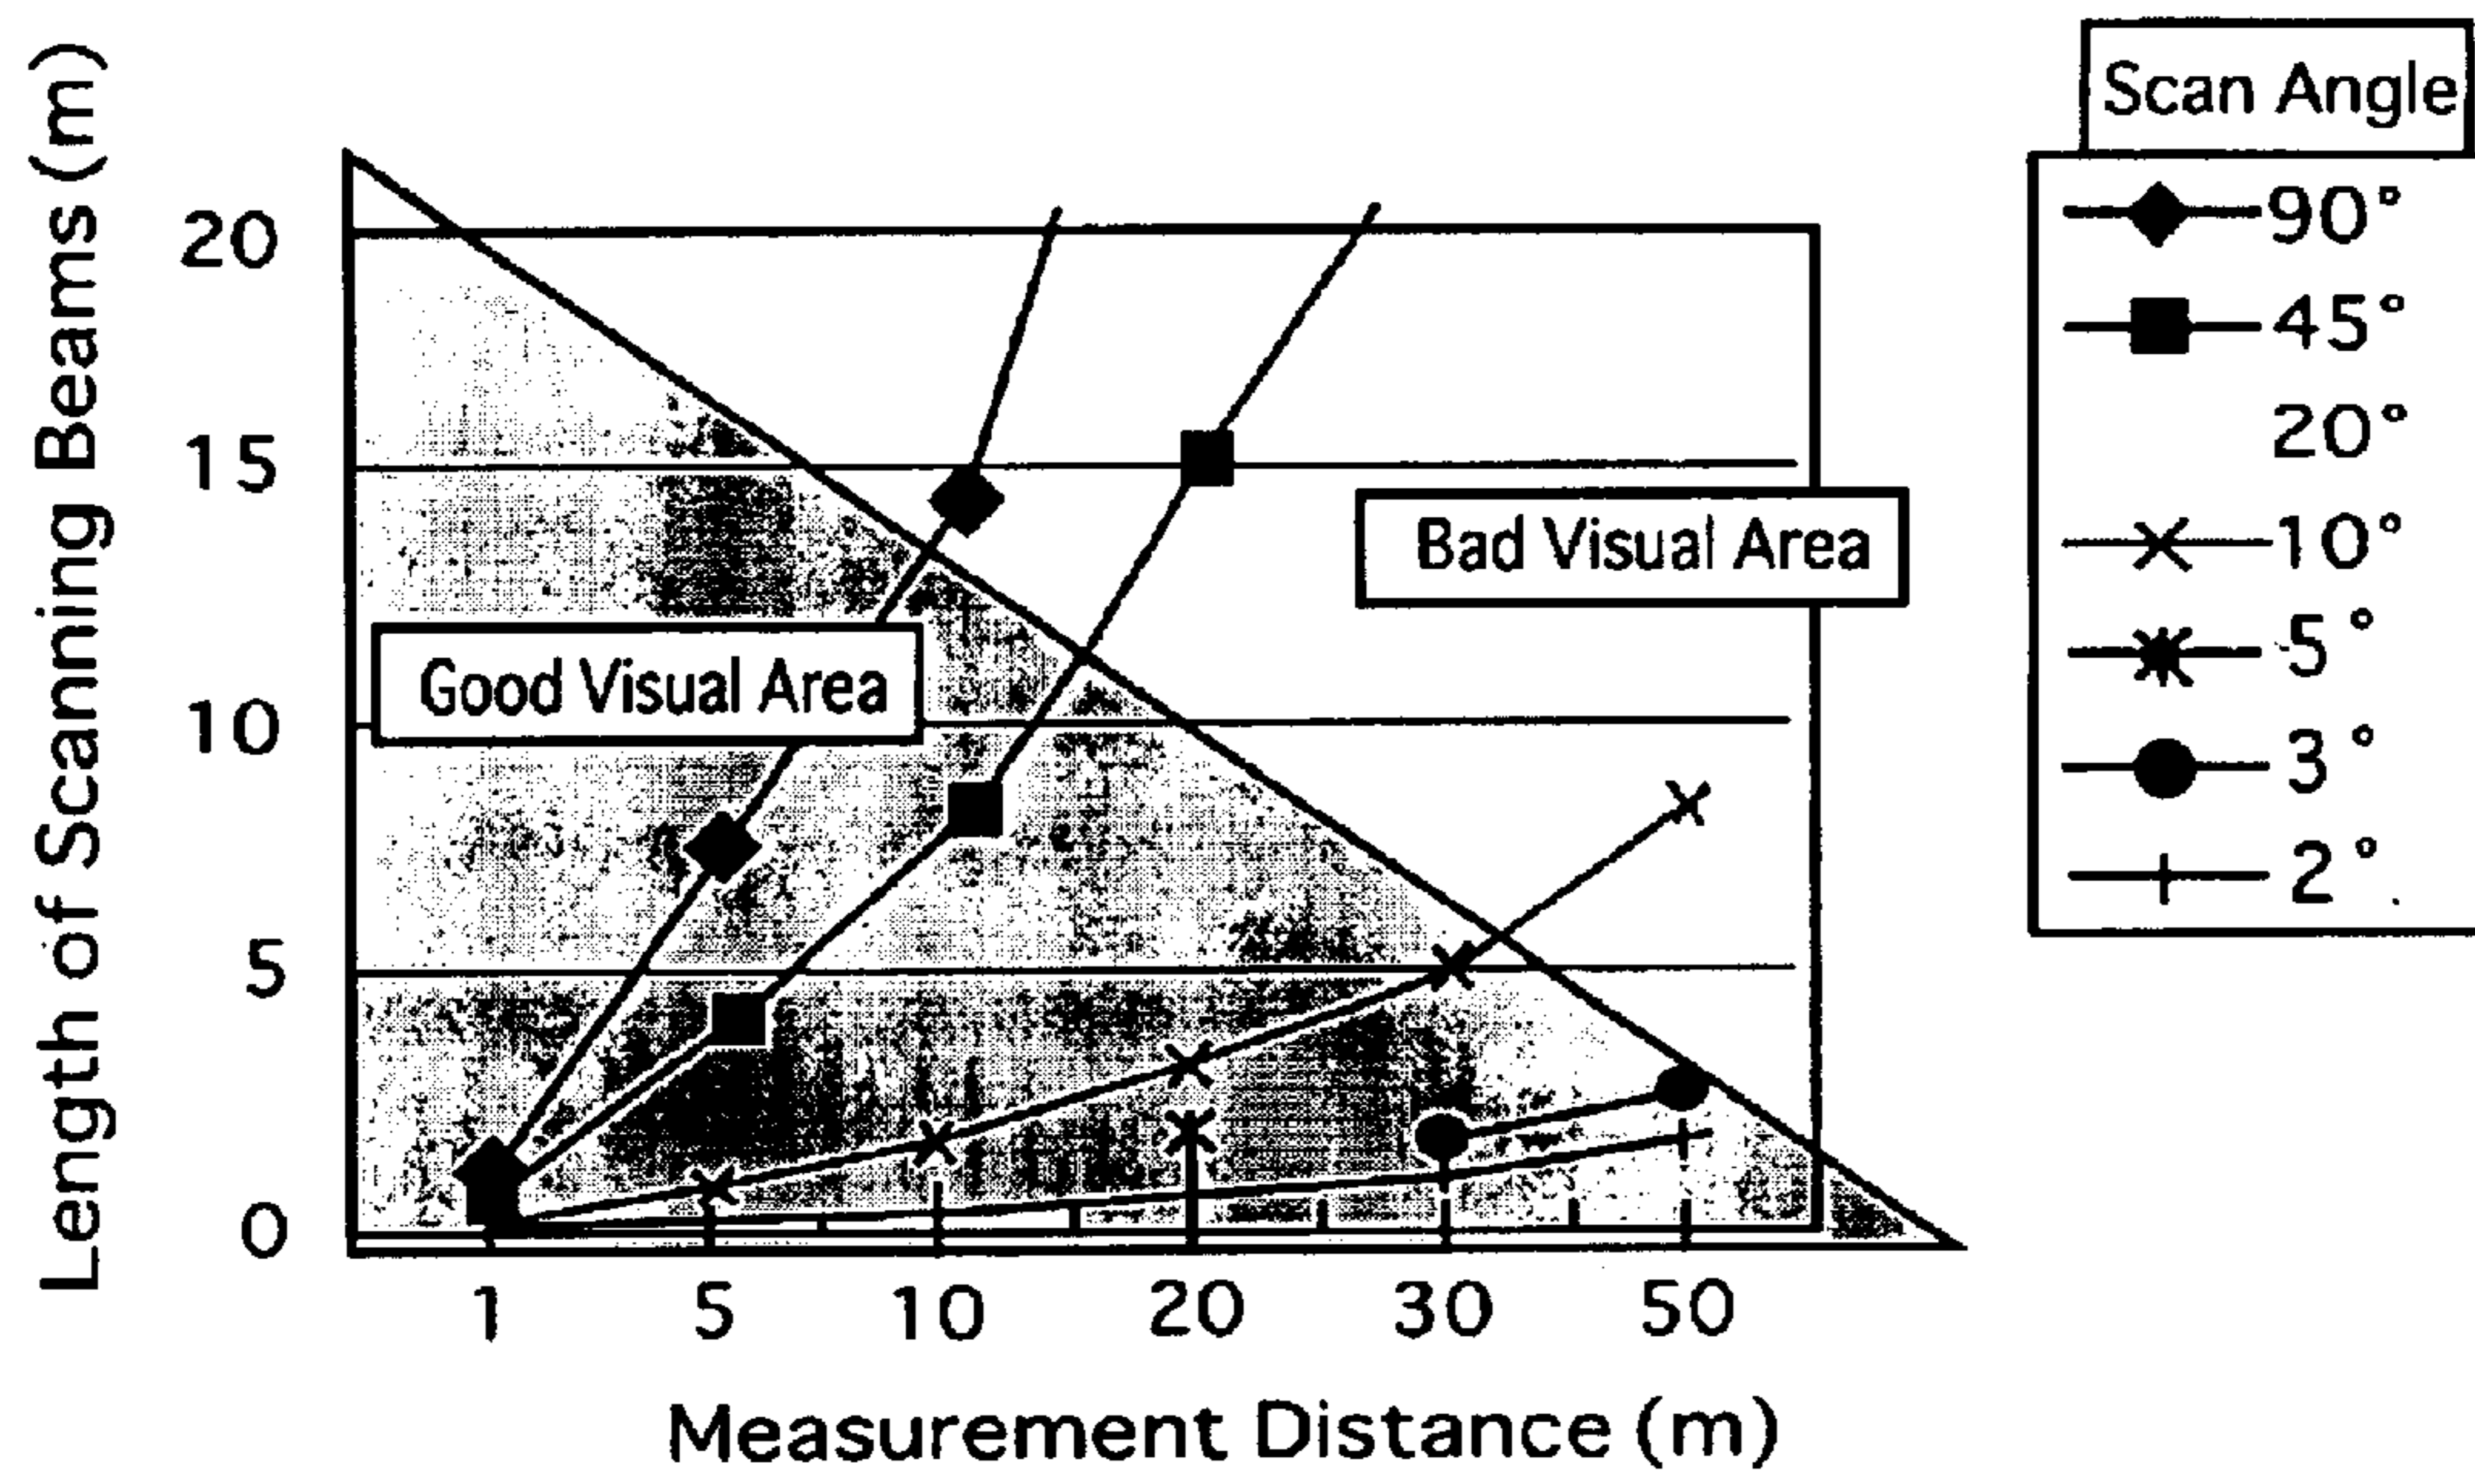 Length of Scanning Beams (m)
20
15
10
5
0
Good Visual Area
Bad Visual Area
1 5 10 20 30 50
Measurement Distance (m)
Scan Angle
90°
45°
20°
10°
5°
3°
2°